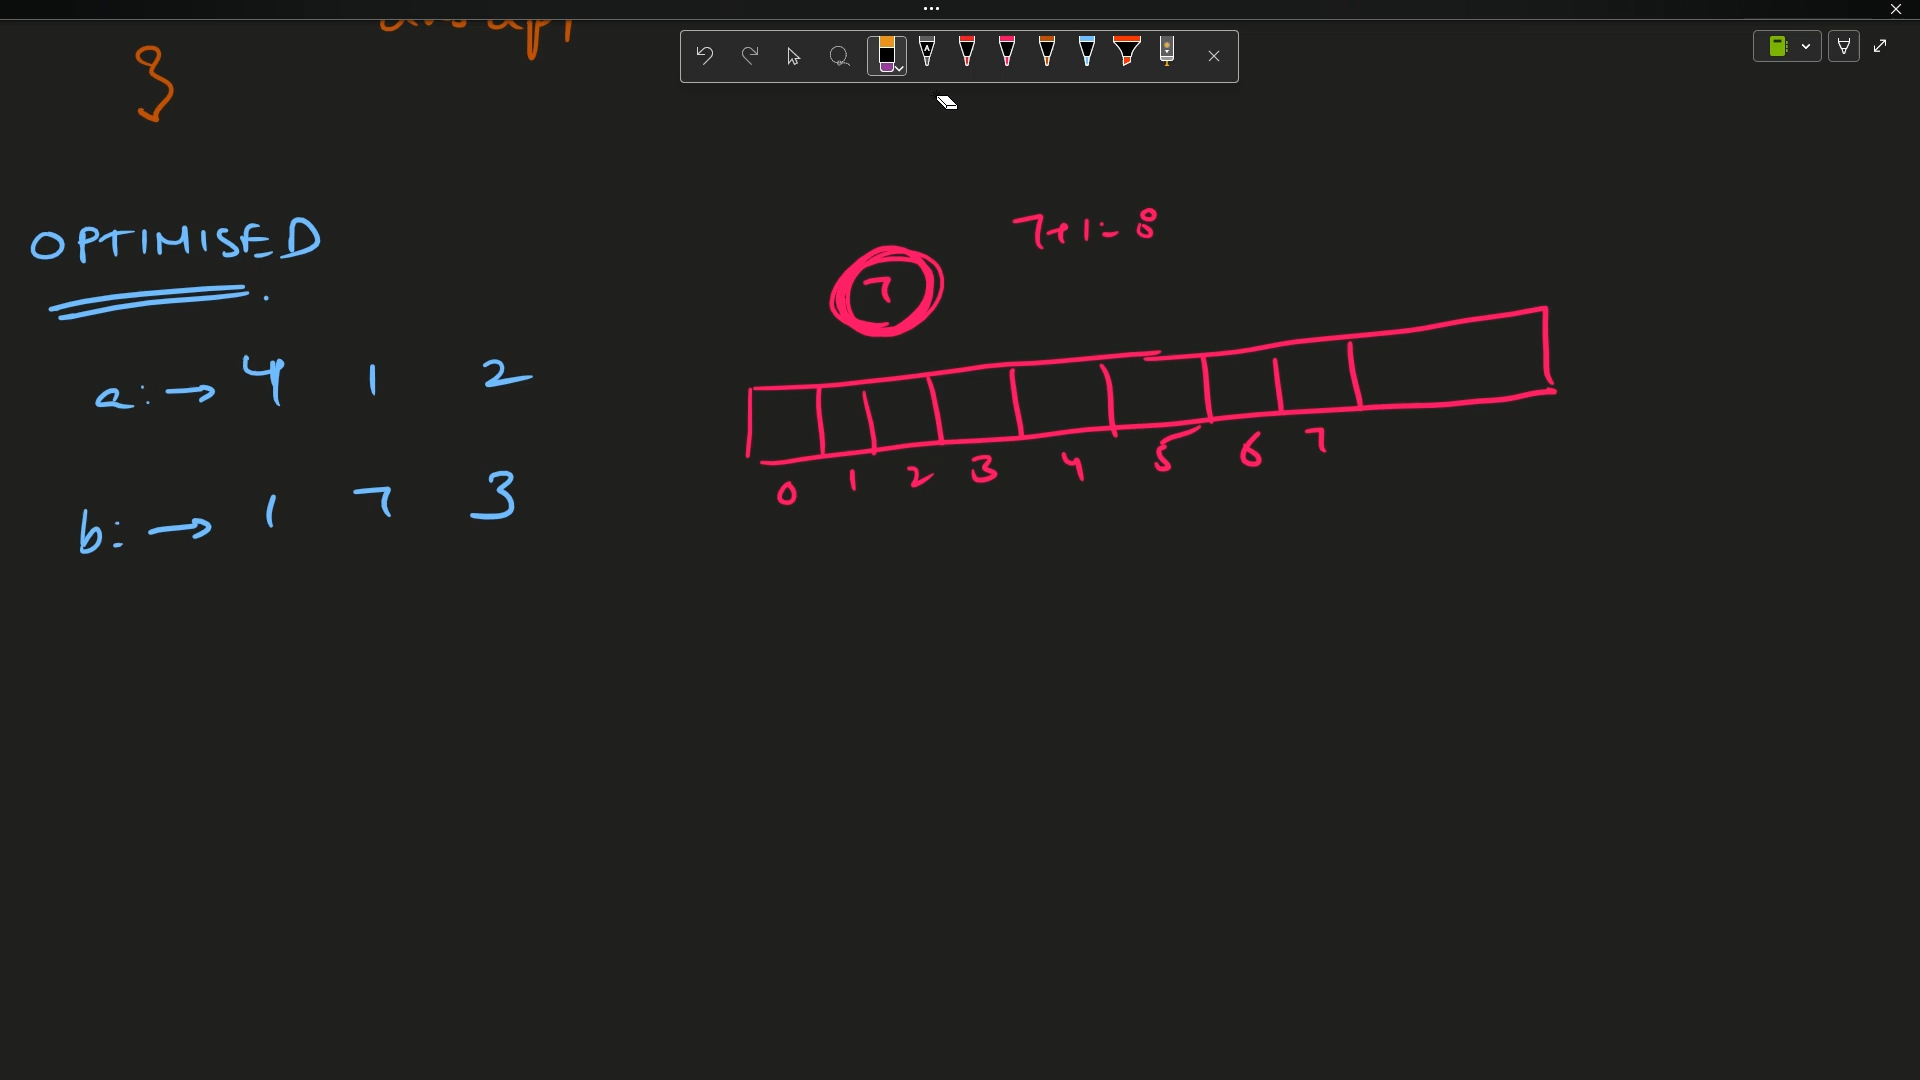 }
OPTIMISED
a: → 4 1 2
b: → 1 7 3
7+1= 8
7
0 1 2 3 4 5 6 7